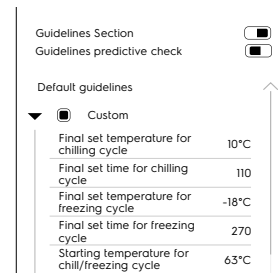 Guidelines Section
Guidelines predictive check
Default guidelines
Custom
Final set temperature for
chilling cycle
10°C
Final set time for chilling
cycle
110
Final set temperature for
freezing cycle
-18°C
Final set time for freezing
cycle
270
Starting temperature for
chill/freezing cycle
63°C